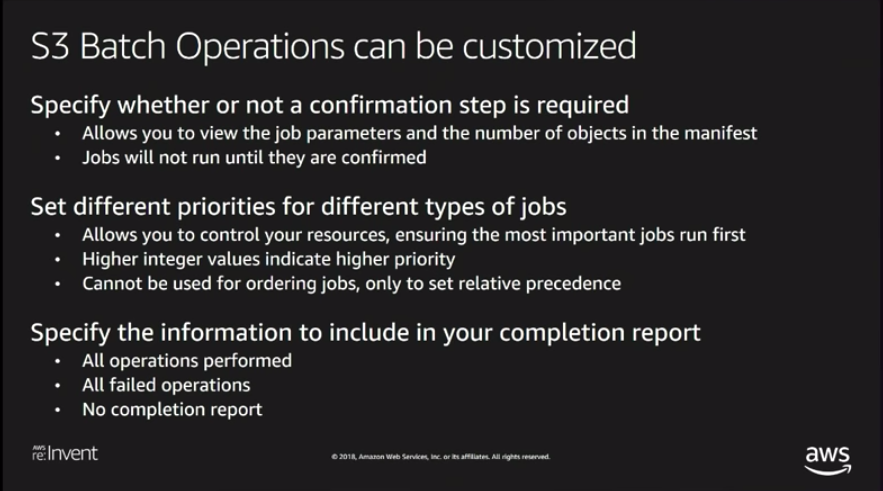 S3 Batch Operations can be customized
Specify whether or not a confirmation step is required
• Allows you to view the job parameters and the number of objects in the manifest
• Jobs will not run until they are confirmed
Set different priorities for different types of jobs
• Allows you to control your resources, ensuring the most important jobs run first
• Higher integer values indicate higher priority
• Cannot be used for ordering jobs, only to set relative precedence
Specify the information to include in your completion report
• All operations performed
• All failed operations
• No completion report
AWS
re:Invent
© 2018, Amazon Web Services, Inc. or its affiliates. All rights reserved.
aws